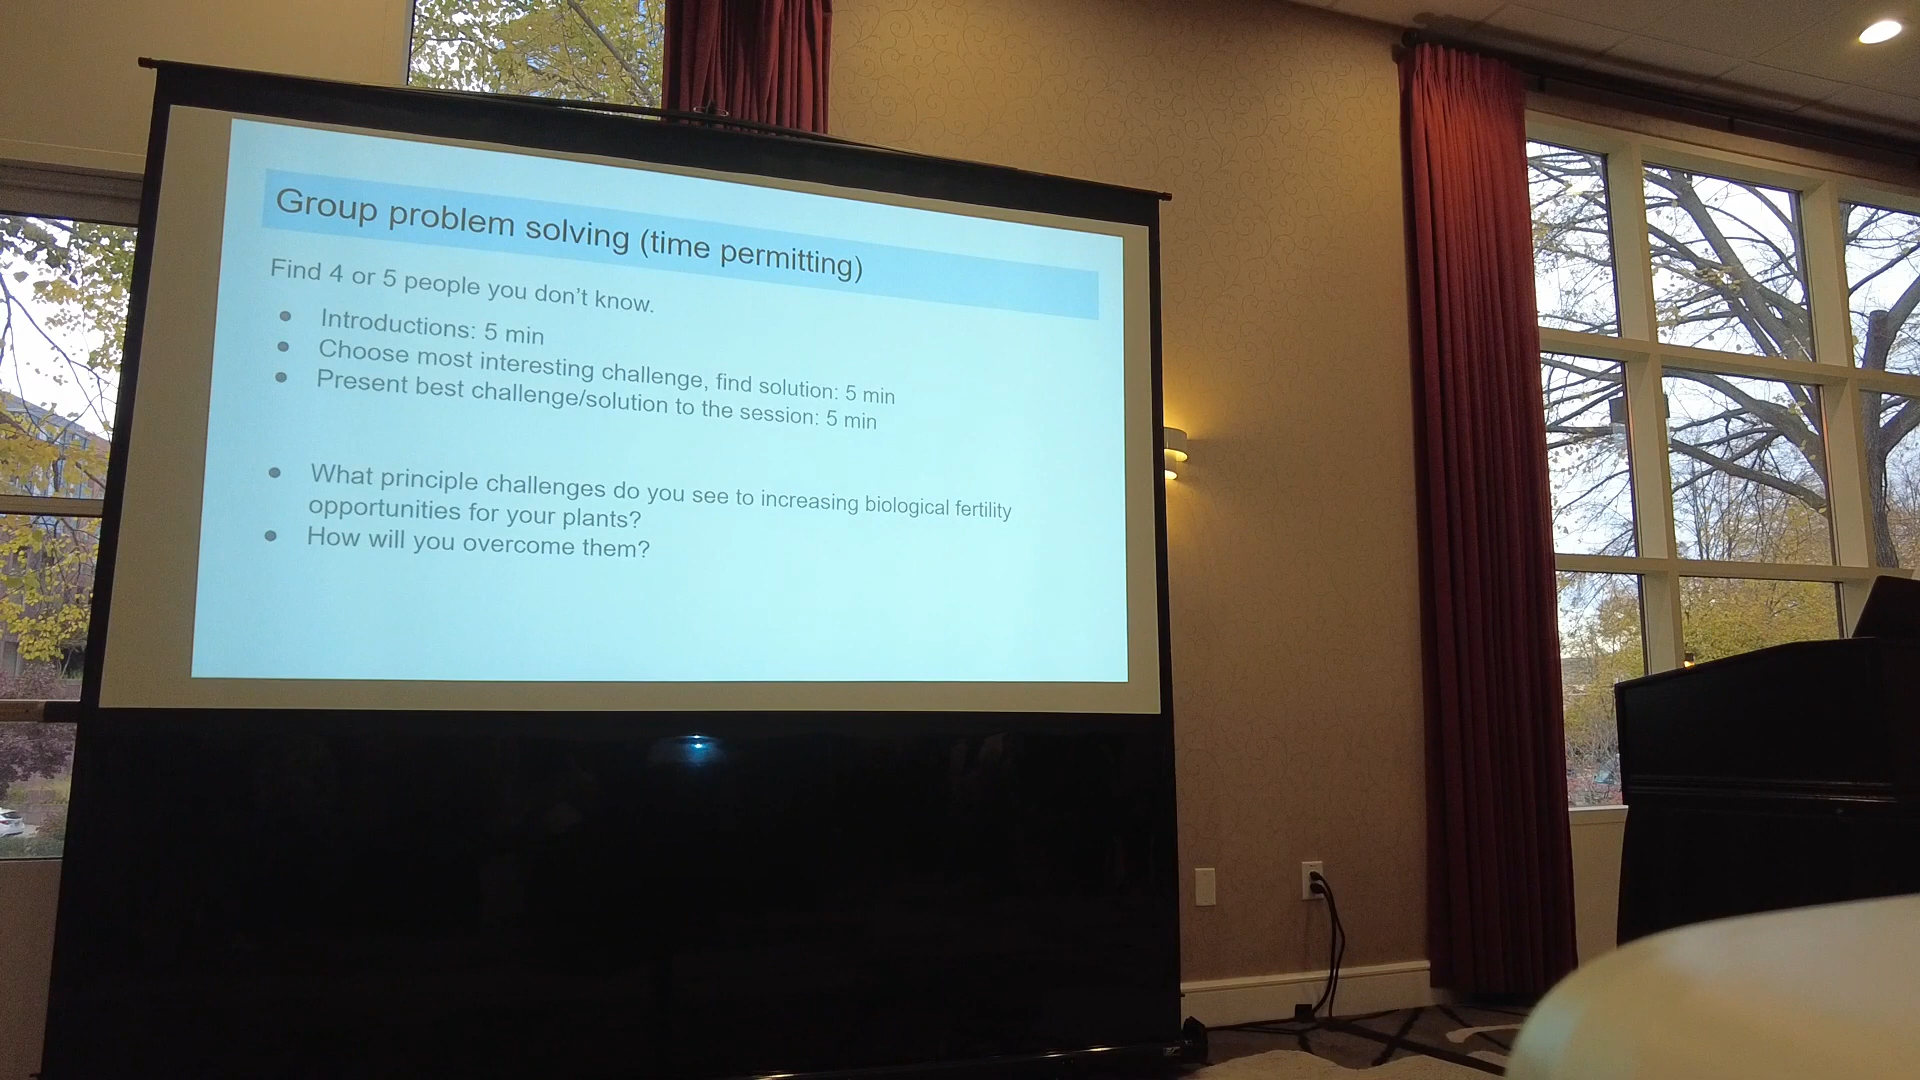 Group problem solving (time permitting)
Find 4 or 5 people you don't know.
● Introductions: 5 min
● Choose most interesting challenge, find solution: 5 min
● Present best challenge/solution to the session: 5 min
● What principle challenges do you see to increasing biological fertility
opportunities for your plants?
● How will you overcome them?